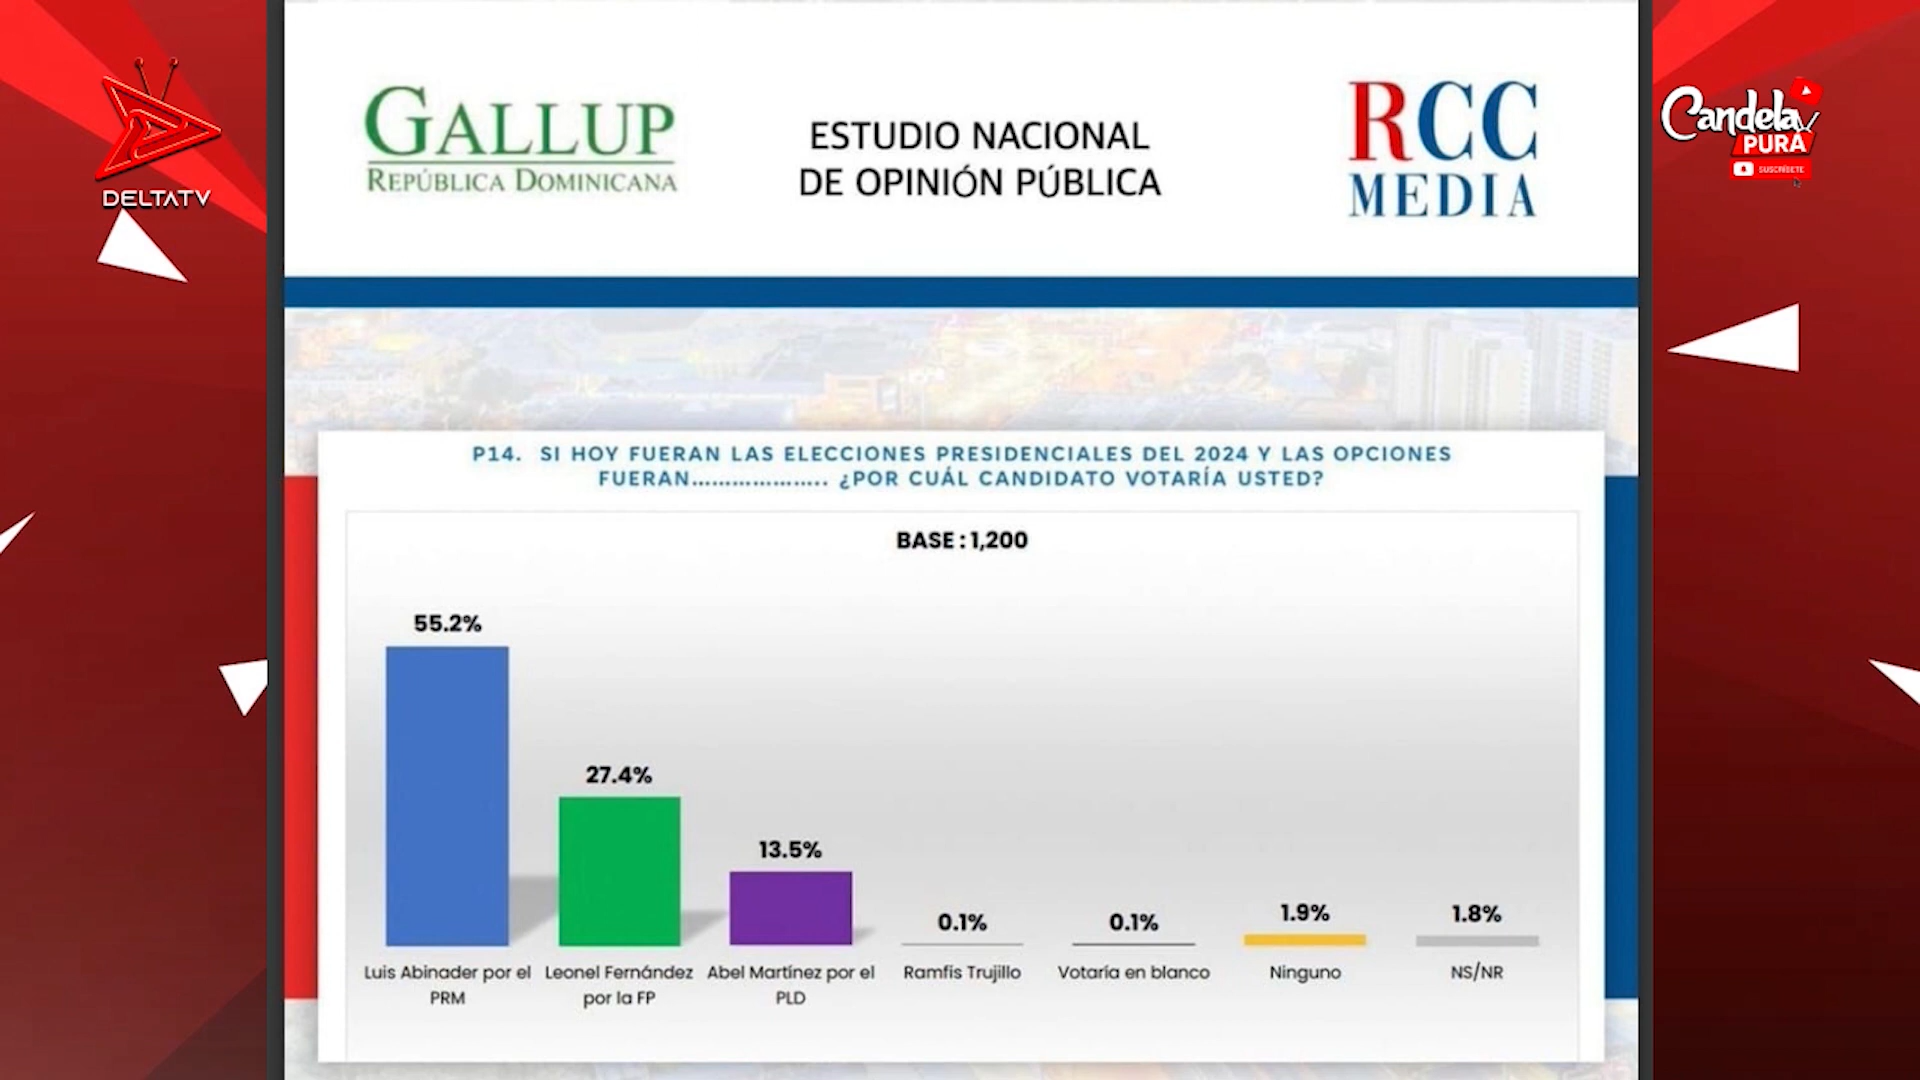 DELTATV
GALLUP
REPÚBLICA DOMINICANA
ESTUDIO NACIONAL
DE OPINIÓN PÚBLICA
RCC
MEDIA
Candela TV
PURA
SUSCRÍBETE
P14. SI HOY FUERAN LAS ELECCIONES PRESIDENCIALES DEL 2024 Y LAS OPCIONES
FUERAN.................. ¿POR CUÁL CANDIDATO VOTARÍA USTED?
BASE : 1,200
55.2%
27.4%
13.5%
0.1%
0.1%
1.9%
1.8%
Luis Abinader por el
PRM
Leonel Fernández
por la FP
Abel Martínez por el
PLD
Ramfis Trujillo
Votaría en blanco
Ninguno
NS/NR